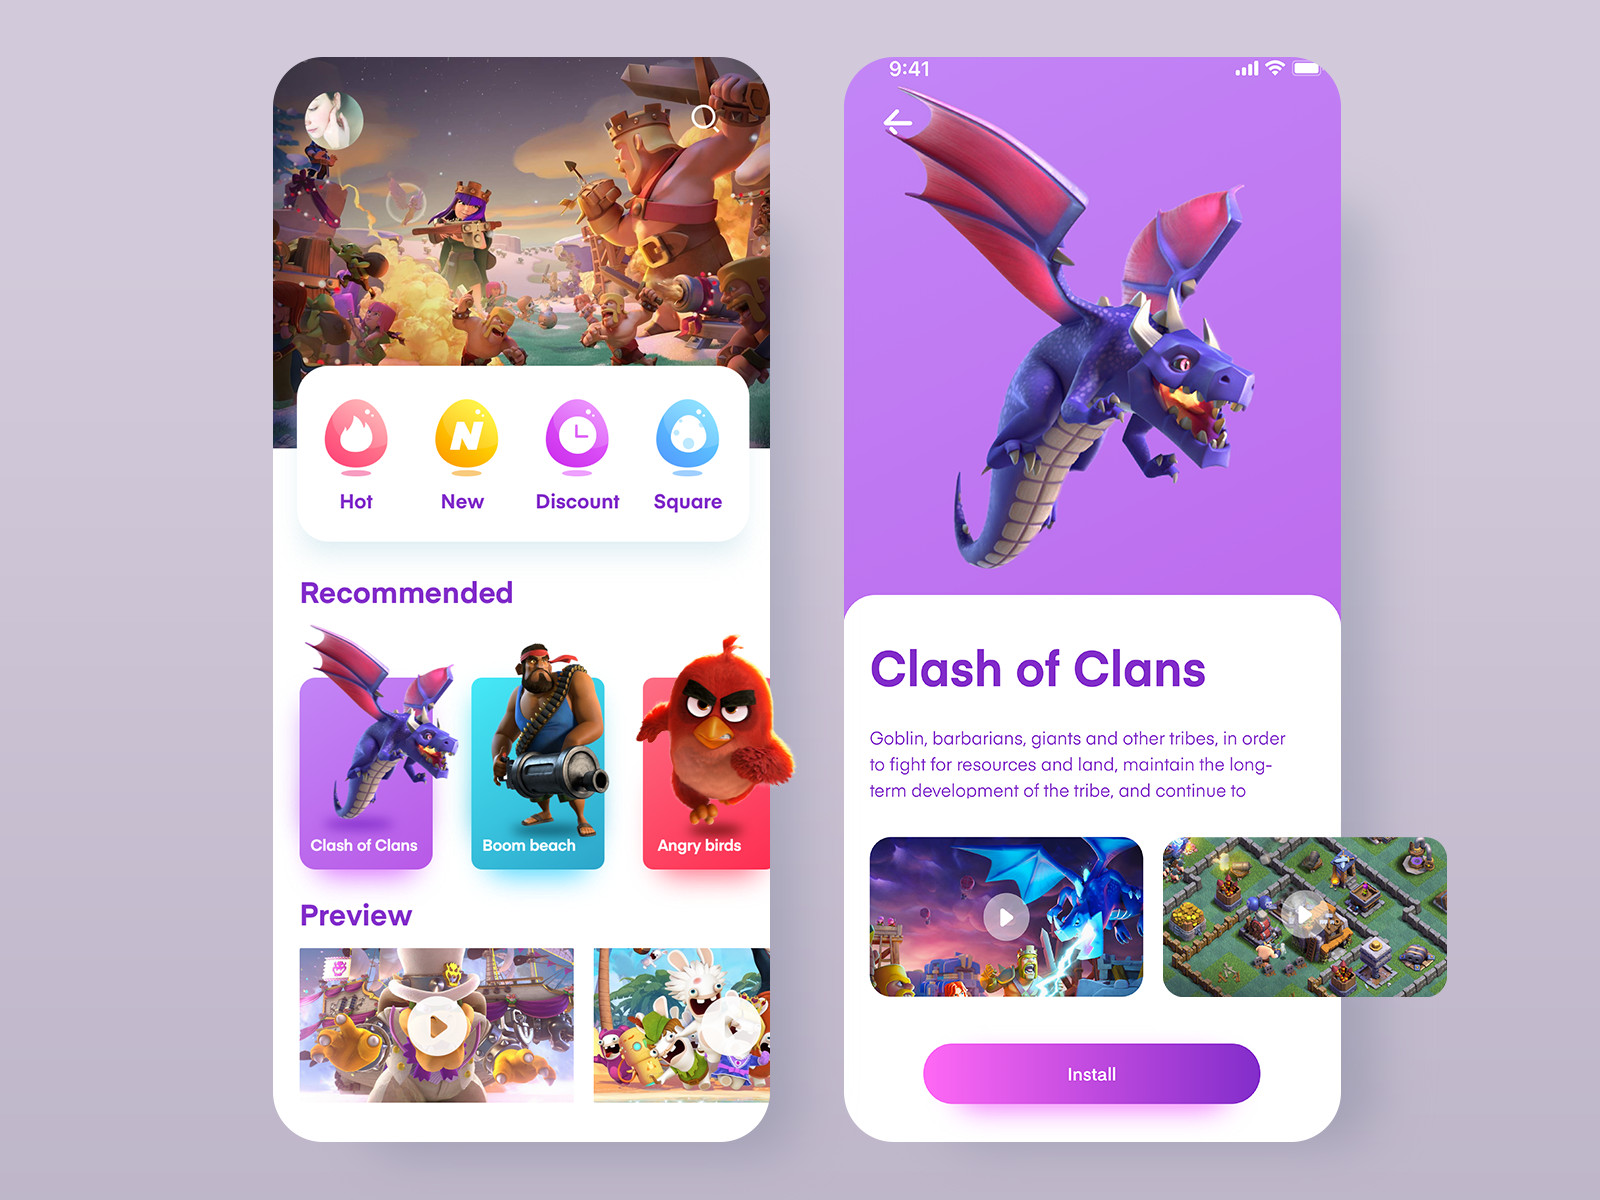 Hot
New
Discount
Square
Recommended
Clash of Clans
Boom beach
Angry birds
Preview
9:41
Clash of Clans
Goblin, barbarians, giants and other tribes, in order
to fight for resources and land, maintain the long-
term development of the tribe, and continue to
Install